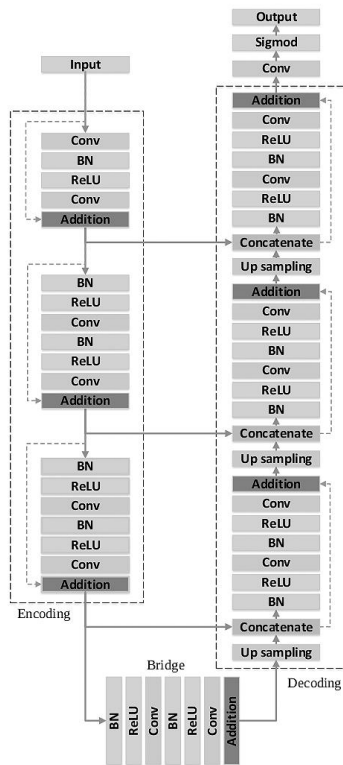 Input
Conv
BN
ReLU
Conv
Addition
BN
ReLU
Conv
BN
ReLU
Conv
Addition
BN
ReLU
Conv
BN
ReLU
Conv
Addition
Encoding
Bridge
BN
ReLU
Conv
BN
ReLU
Conv
Addition
Output
Sigmod
Conv
Addition
Conv
ReLU
BN
Conv
ReLU
BN
Concatenate
Up sampling
Addition
Conv
ReLU
BN
Conv
ReLU
BN
Concatenate
Up sampling
Addition
Conv
ReLU
BN
Conv
ReLU
BN
Concatenate
Up sampling
Decoding